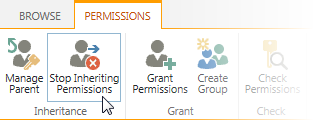 BROWSE PERMISSIONS
Manage Parent
Stop Inheriting Permissions
Grant Permissions
Create Group
Check Permissions
Inheritance Grant Check